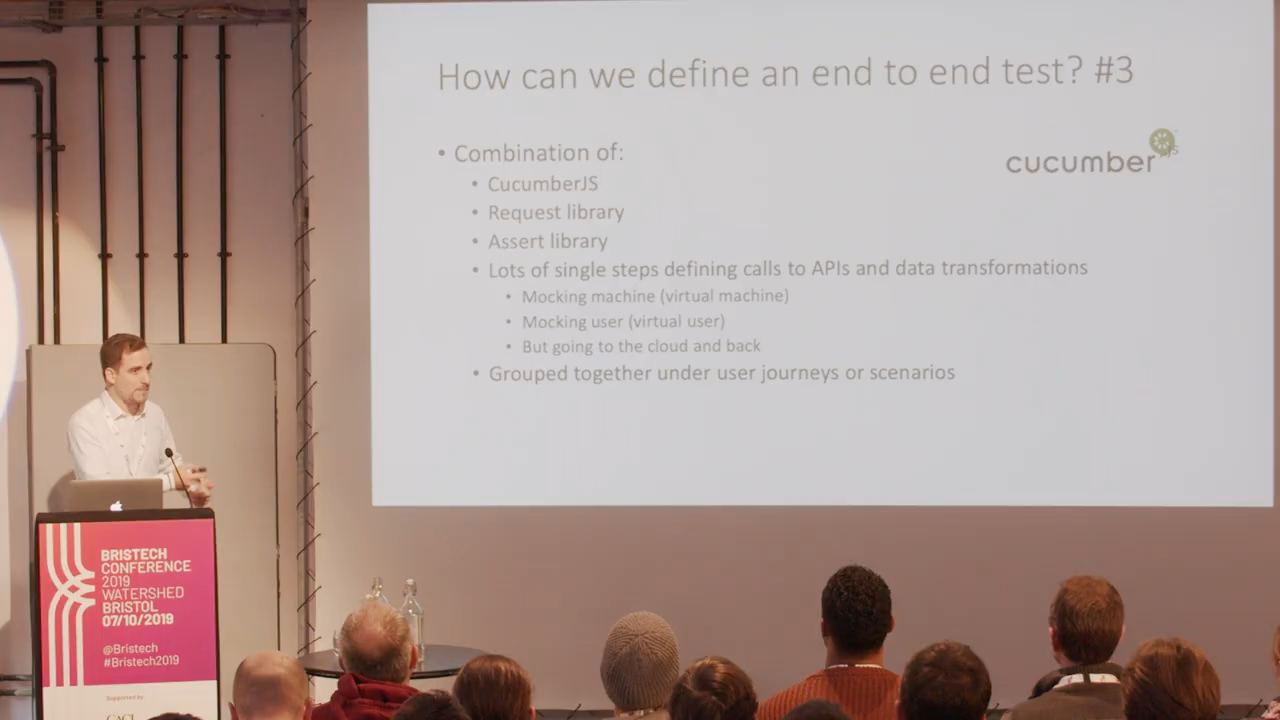 How can we define an end to end test? #3
• Combination of:
• CucumberJS
• Request library
• Assert library
• Lots of single steps defining calls to APIs and data transformations
• Mocking machine (virtual machine)
• Mocking user (virtual user)
• But going to the cloud and back
• Grouped together under user journeys or scenarios
cucumber
JS
BRISTECH
CONFERENCE
2019
WATERSHED
BRISTOL
07/10/2019
@Bristech
#Bristech2019
Supported by
CACI